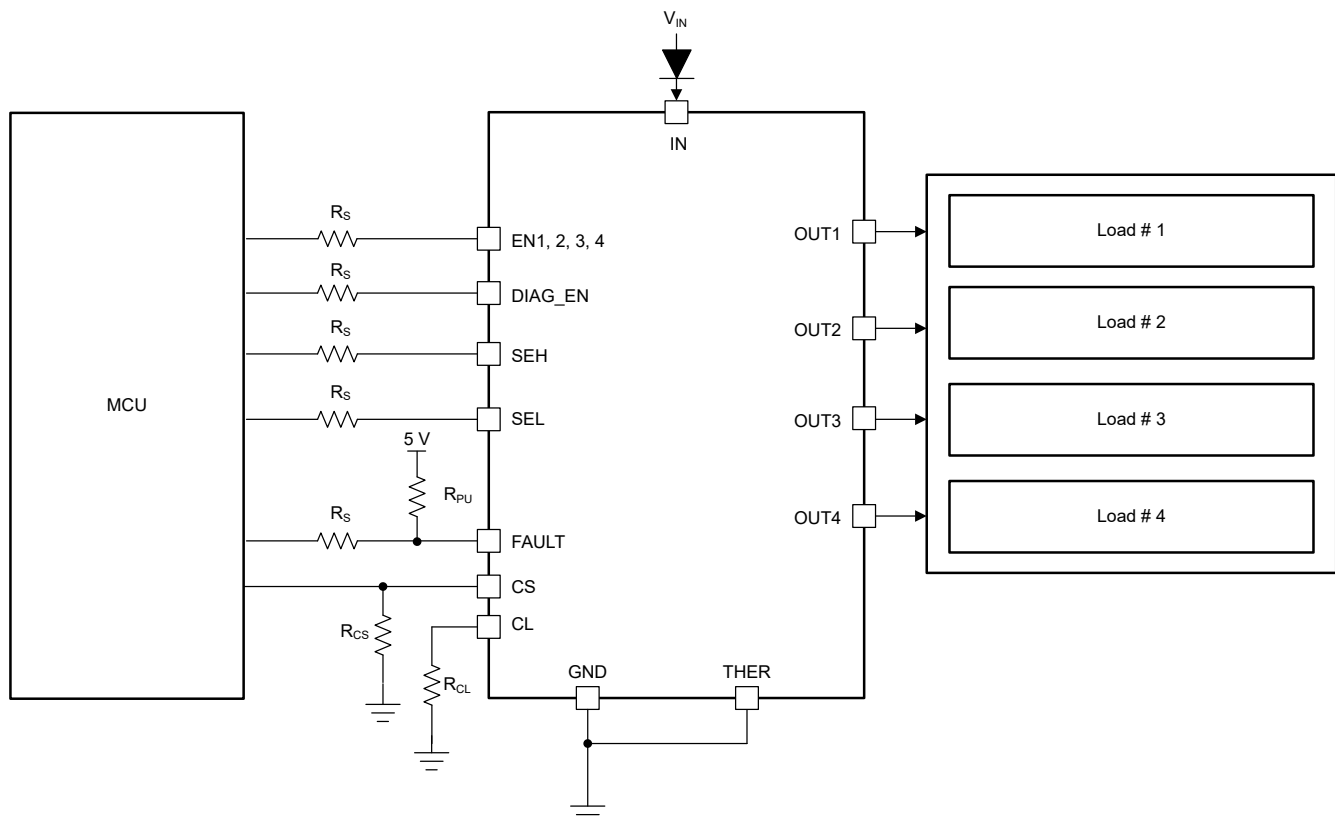 V_IN
IN
MCU
R_S
EN1, 2, 3, 4
R_S
DIAG_EN
R_S
SEH
R_S
SEL
5 V
R_PU
R_S
FAULT
CS
R_CS
CL
R_CL
GND
THER
OUT1
OUT2
OUT3
OUT4
Load # 1
Load # 2
Load # 3
Load # 4